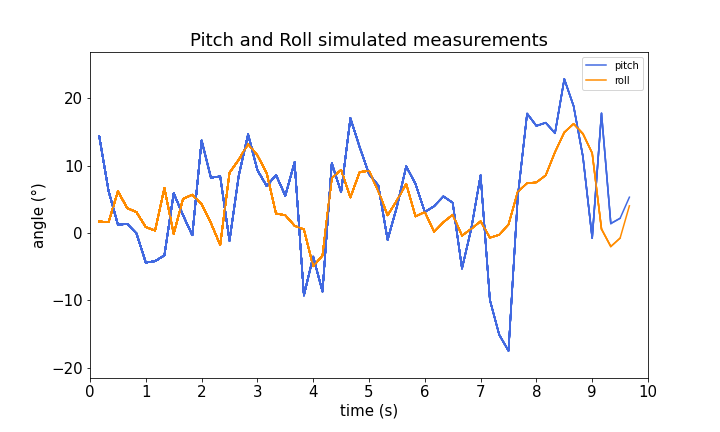 Pitch and Roll simulated measurements
pitch
roll
angle (°)
20
10
0
−10
−20
0 1 2 3 4 5 6 7 8 9 10
time (s)